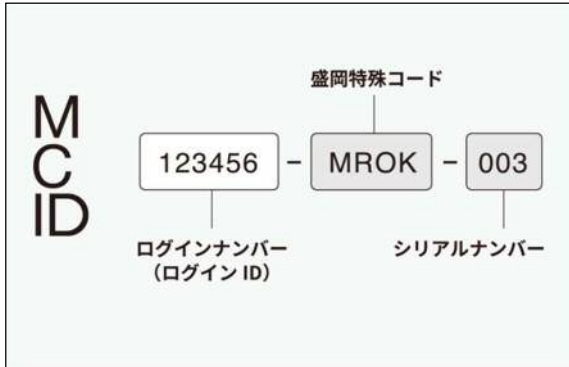 盛岡特殊コード
M
C
ID
123456 - MROK - 003
ログインナンバー
（ログイン ID）
シリアルナンバー